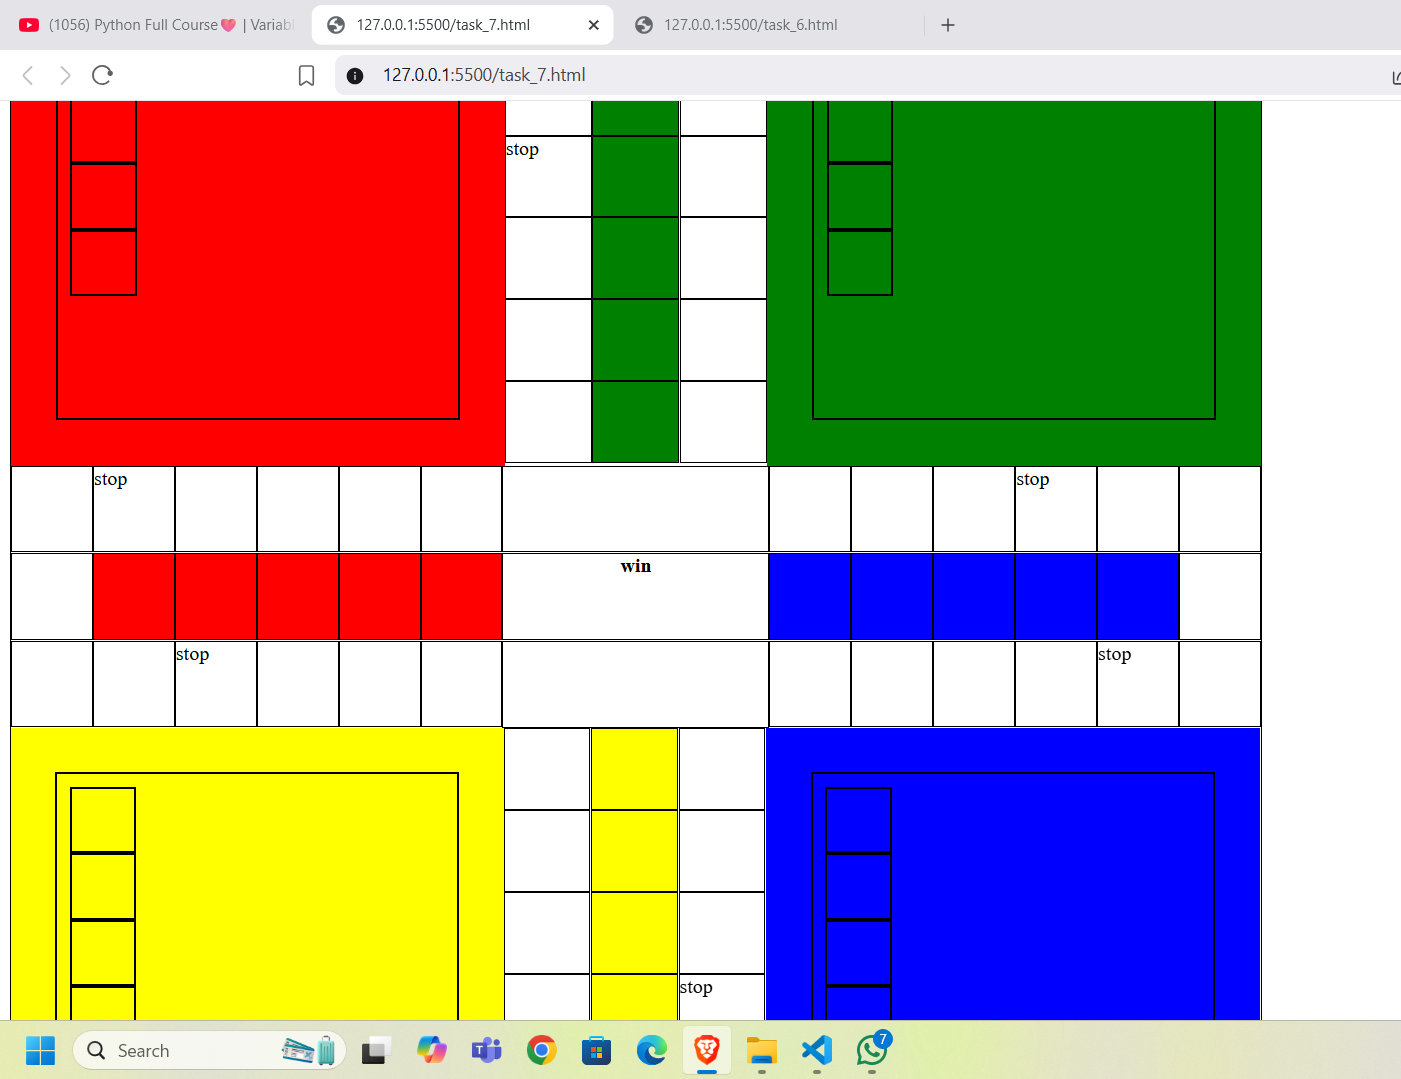 (1056) Python Full Course❤️ | Variabl
127.0.0.1:5500/task_7.html
127.0.0.1:5500/task_6.html
127.0.0.1:5500/task_7.html
stop
stop
stop
win
stop
stop
stop
Search
7